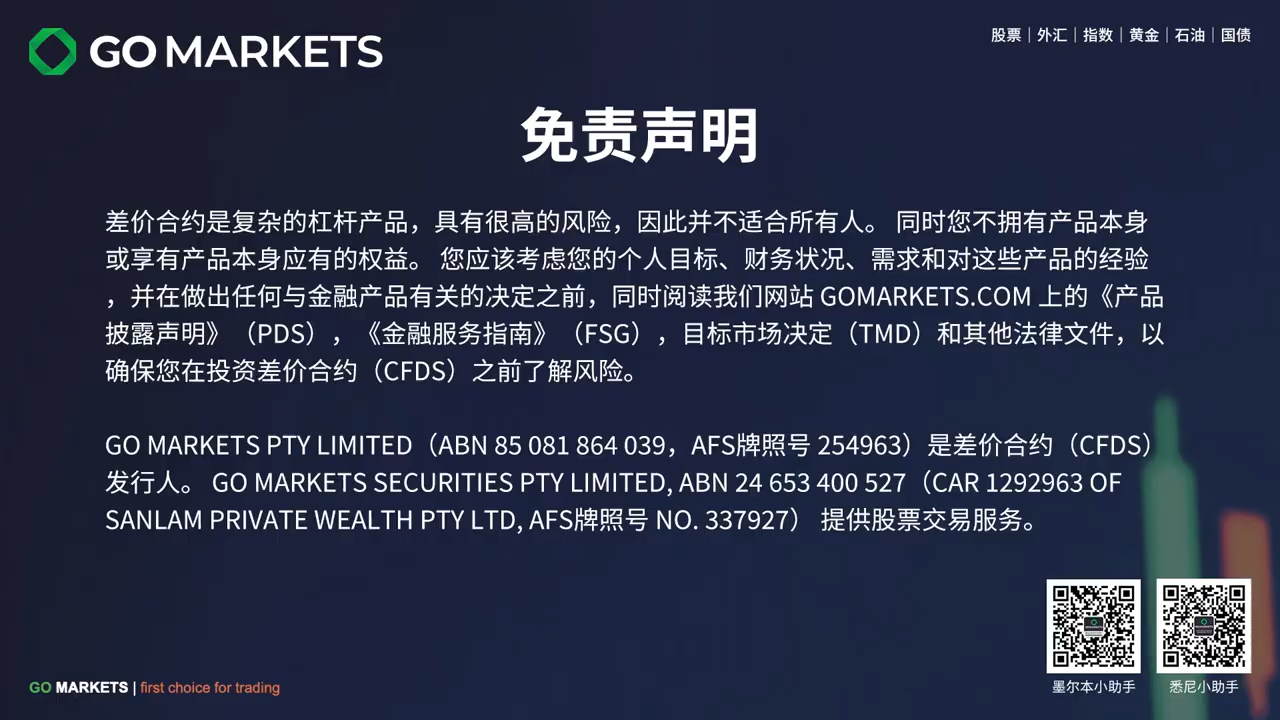 GO MARKETS
股票｜外汇｜指数｜黄金｜石油｜国债
免责声明
差价合约是复杂的杠杆产品，具有很高的风险，因此并不适合所有人。 同时您不拥有产品本身
或享有产品本身应有的权益。 您应该考虑您的个人目标、财务状况、需求和对这些产品的经验
，并在做出任何与金融产品有关的决定之前，同时阅读我们网站 GOMARKETS.COM 上的《产品
披露声明》（PDS），《金融服务指南》（FSG），目标市场决定（TMD）和其他法律文件，以
确保您在投资差价合约（CFDS）之前了解风险。
GO MARKETS PTY LIMITED（ABN 85 081 864 039，AFS牌照号 254963）是差价合约（CFDS）
发行人。 GO MARKETS SECURITIES PTY LIMITED, ABN 24 653 400 527（CAR 1292963 OF
SANLAM PRIVATE WEALTH PTY LTD, AFS牌照号 NO. 337927） 提供股票交易服务。
墨尔本小助手
悉尼小助手
GO MARKETS | first choice for trading